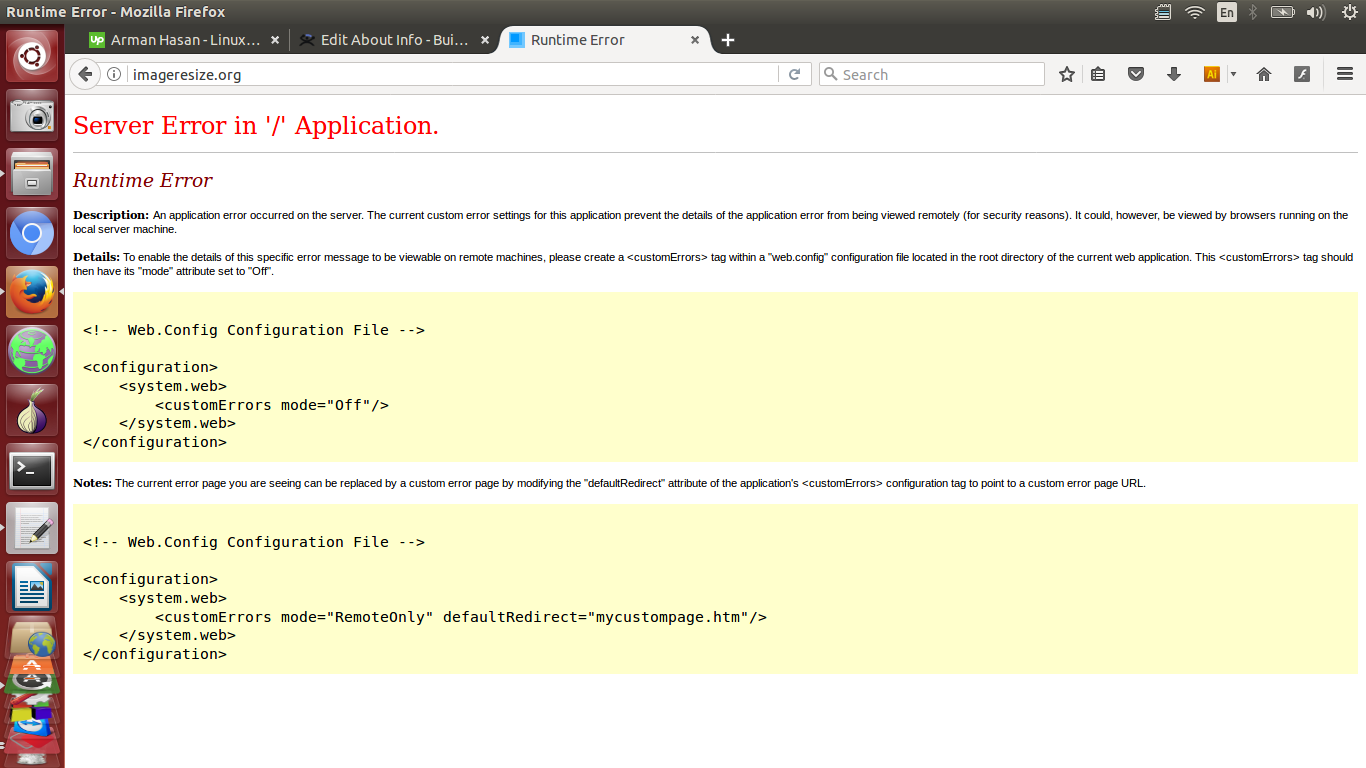 Runtime Error - Mozilla Firefox
En
Up Arman Hasan - Linux...
Edit About Info - Bui...
Runtime Error
imageresize.org
Search
Ai
Server Error in '/' Application.
Runtime Error
Description: An application error occurred on the server. The current custom error settings for this application prevent the details of the application error from being viewed remotely (for security reasons). It could, however, be viewed by browsers running on the
local server machine.
Details: To enable the details of this specific error message to be viewable on remote machines, please create a <customErrors> tag within a "web.config" configuration file located in the root directory of the current web application. This <customErrors> tag should
then have its "mode" attribute set to "Off".
<!-- Web.Config Configuration File -->
<configuration>
    <system.web>
        <customErrors mode="Off"/>
    </system.web>
</configuration>
Notes: The current error page you are seeing can be replaced by a custom error page by modifying the "defaultRedirect" attribute of the application's <customErrors> configuration tag to point to a custom error page URL.
<!-- Web.Config Configuration File -->
<configuration>
    <system.web>
        <customErrors mode="RemoteOnly" defaultRedirect="mycustompage.htm"/>
    </system.web>
</configuration>